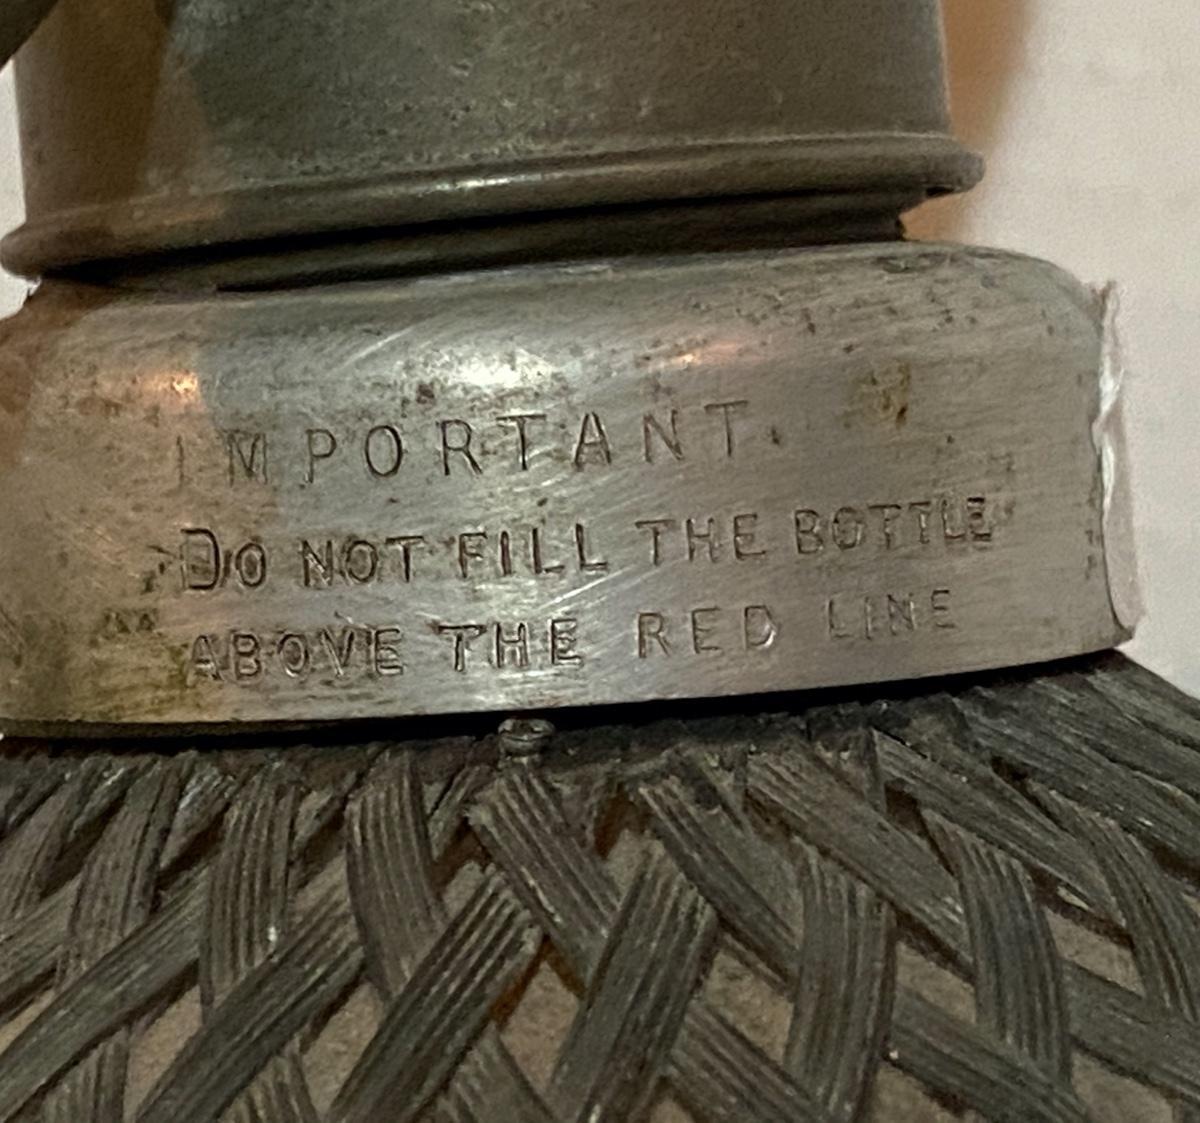 IMPORTANT.
DO NOT FILL THE BOTTLE
ABOVE THE RED LINE